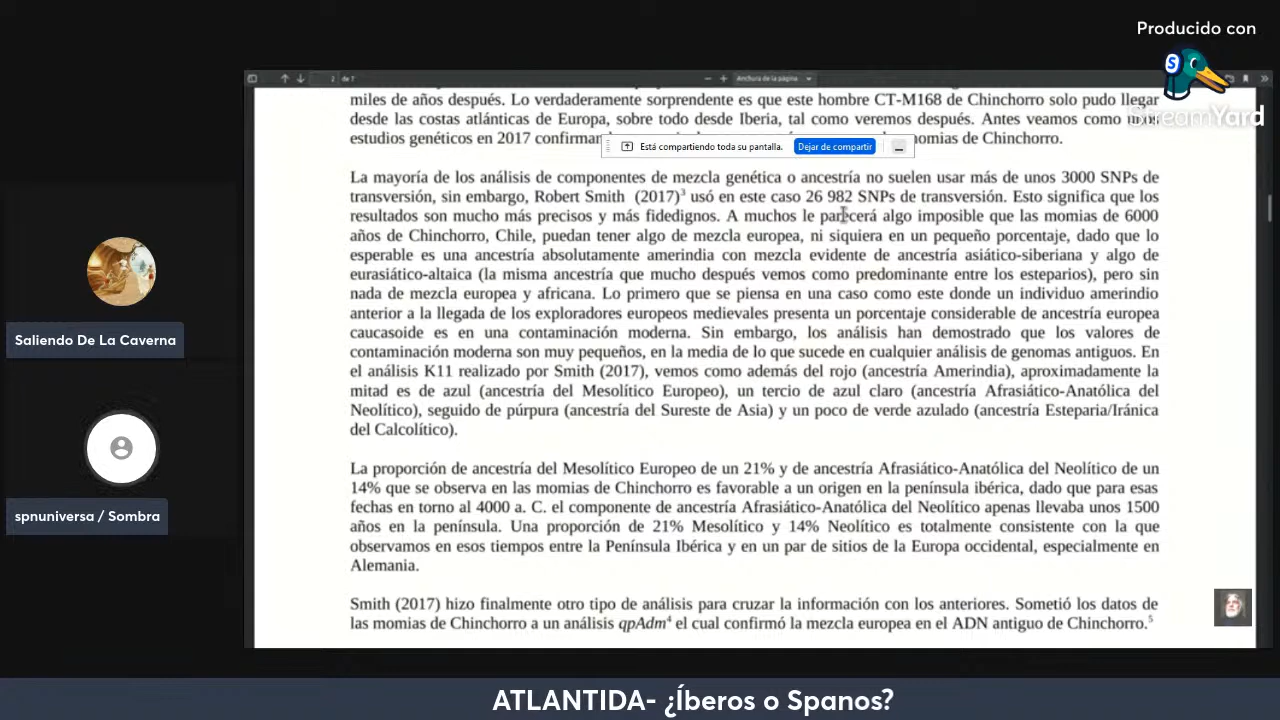 Producido con
StreamYard
2 de 7
Anchura de la página
miles de años después. Lo verdaderamente sorprendente es que este hombre CT-M168 de Chinchorro solo pudo llegar
desde las costas atlánticas de Europa, sobre todo desde Iberia, tal como veremos después. Antes veamos como unos
estudios genéticos en 2017 confirman
momias de Chinchorro.
Está compartiendo toda su pantalla.
Dejar de compartir
La mayoría de los análisis de componentes de mezcla genética o ancestría no suelen usar más de unos 3000 SNPs de
transversión, sin embargo, Robert Smith (2017)³ usó en este caso 26 982 SNPs de transversión. Esto significa que los
resultados son mucho más precisos y más fidedignos. A muchos le parecerá algo imposible que las momias de 6000
años de Chinchorro, Chile, puedan tener algo de mezcla europea, ni siquiera en un pequeño porcentaje, dado que lo
esperable es una ancestría absolutamente amerindia con mezcla evidente de ancestría asiático-siberiana y algo de
eurasiático-altaica (la misma ancestría que mucho después vemos como predominante entre los esteparios), pero sin
nada de mezcla europea y africana. Lo primero que se piensa en una caso como este donde un individuo amerindio
anterior a la llegada de los exploradores europeos medievales presenta un porcentaje considerable de ancestría europea
caucasoide es en una contaminación moderna. Sin embargo, los análisis han demostrado que los valores de
contaminación moderna son muy pequeños, en la media de lo que sucede en cualquier análisis de genomas antiguos. En
el análisis K11 realizado por Smith (2017), vemos como además del rojo (ancestría Amerindia), aproximadamente la
mitad es de azul (ancestría del Mesolítico Europeo), un tercio de azul claro (ancestría Afrasiático-Anatólica del
Neolítico), seguido de púrpura (ancestría del Sureste de Asia) y un poco de verde azulado (ancestría Esteparia/Iránica
del Calcolítico).
La proporción de ancestría del Mesolítico Europeo de un 21% y de ancestría Afrasiático-Anatólica del Neolítico de un
14% que se observa en las momias de Chinchorro es favorable a un origen en la península ibérica, dado que para esas
fechas en torno al 4000 a. C. el componente de ancestría Afrasiático-Anatólica del Neolítico apenas llevaba unos 1500
años en la península. Una proporción de 21% Mesolítico y 14% Neolítico es totalmente consistente con la que
observamos en esos tiempos entre la Península Ibérica y en un par de sitios de la Europa occidental, especialmente en
Alemania.
Smith (2017) hizo finalmente otro tipo de análisis para cruzar la información con los anteriores. Sometió los datos de
las momias de Chinchorro a un análisis qpAdm⁴ el cual confirmó la mezcla europea en el ADN antiguo de Chinchorro.⁵
Saliendo De La Caverna
spnuniversa / Sombra
ATLANTIDA- ¿Íberos o Spanos?